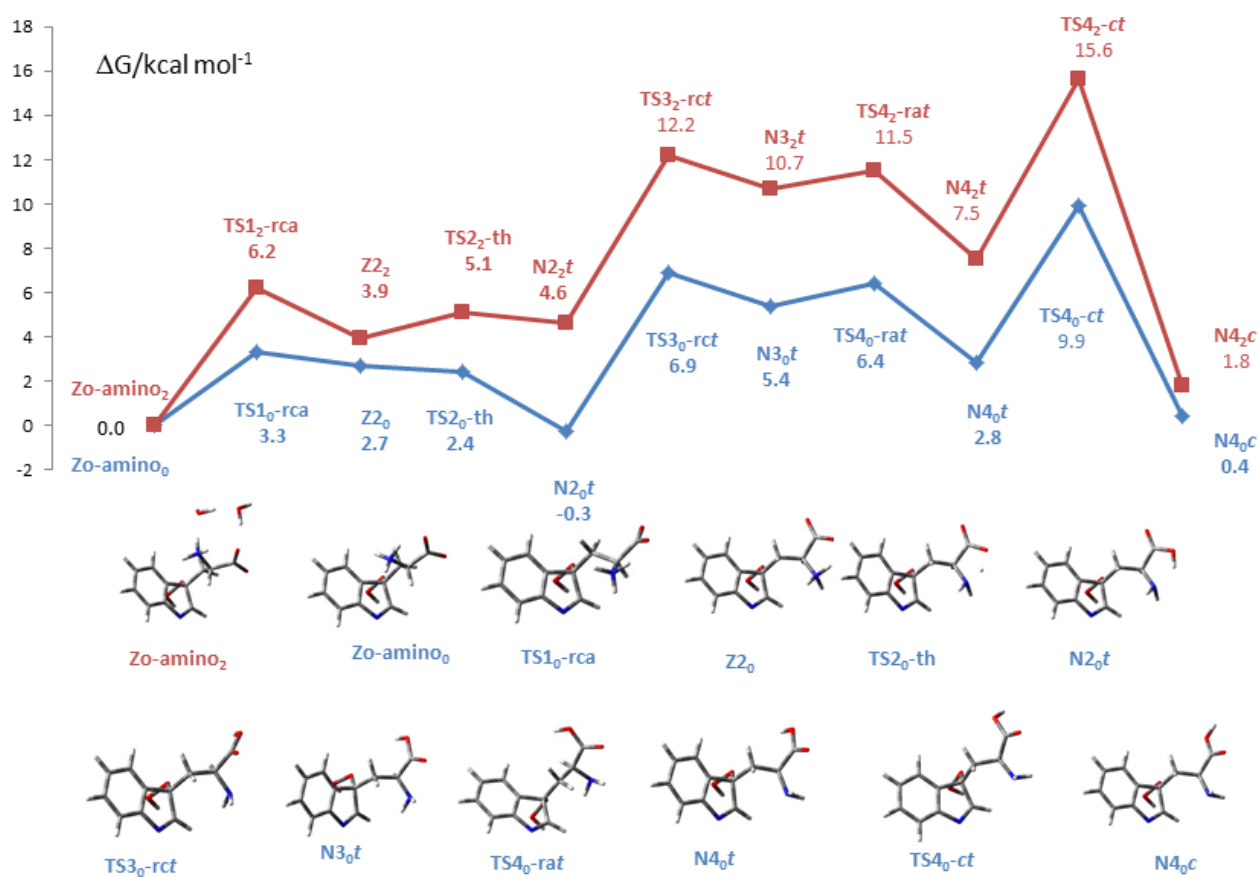 18
16
14
12
10
8
6
4
2
0
-2
ΔG/kcal mol⁻¹
Zo-amino₂
0.0
Zo-amino₀
TS1₂-rca
6.2
Z2₂
3.9
TS2₂-th
5.1
N2₂t
4.6
TS3₂-rct
12.2
N3₂t
10.7
TS4₂-rat
11.5
N4₂t
7.5
TS4₂-ct
15.6
N4₂c
1.8
TS1₀-rca
3.3
Z2₀
2.7
TS2₀-th
2.4
N2₀t
-0.3
TS3₀-rct
6.9
N3₀t
5.4
TS4₀-rat
6.4
N4₀t
2.8
TS4₀-ct
9.9
N4₀c
0.4
Zo-amino₂
Zo-amino₀
TS1₀-rca
Z2₀
TS2₀-th
N2₀t
TS3₀-rct
N3₀t
TS4₀-rat
N4₀t
TS4₀-ct
N4₀c